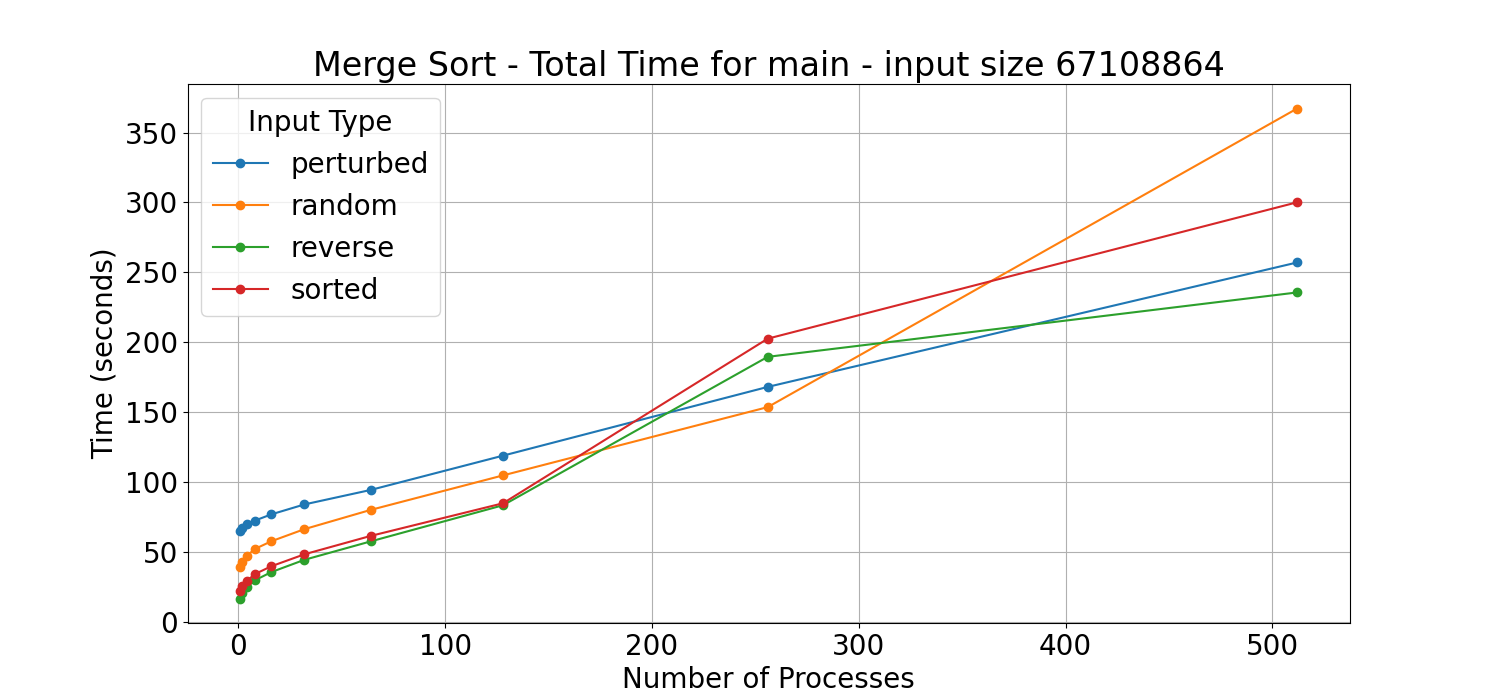 Merge Sort - Total Time for main - input size 67108864
Input Type
perturbed
random
reverse
sorted
350
300
250
200
150
100
50
0
Time (seconds)
0 100 200 300 400 500
Number of Processes